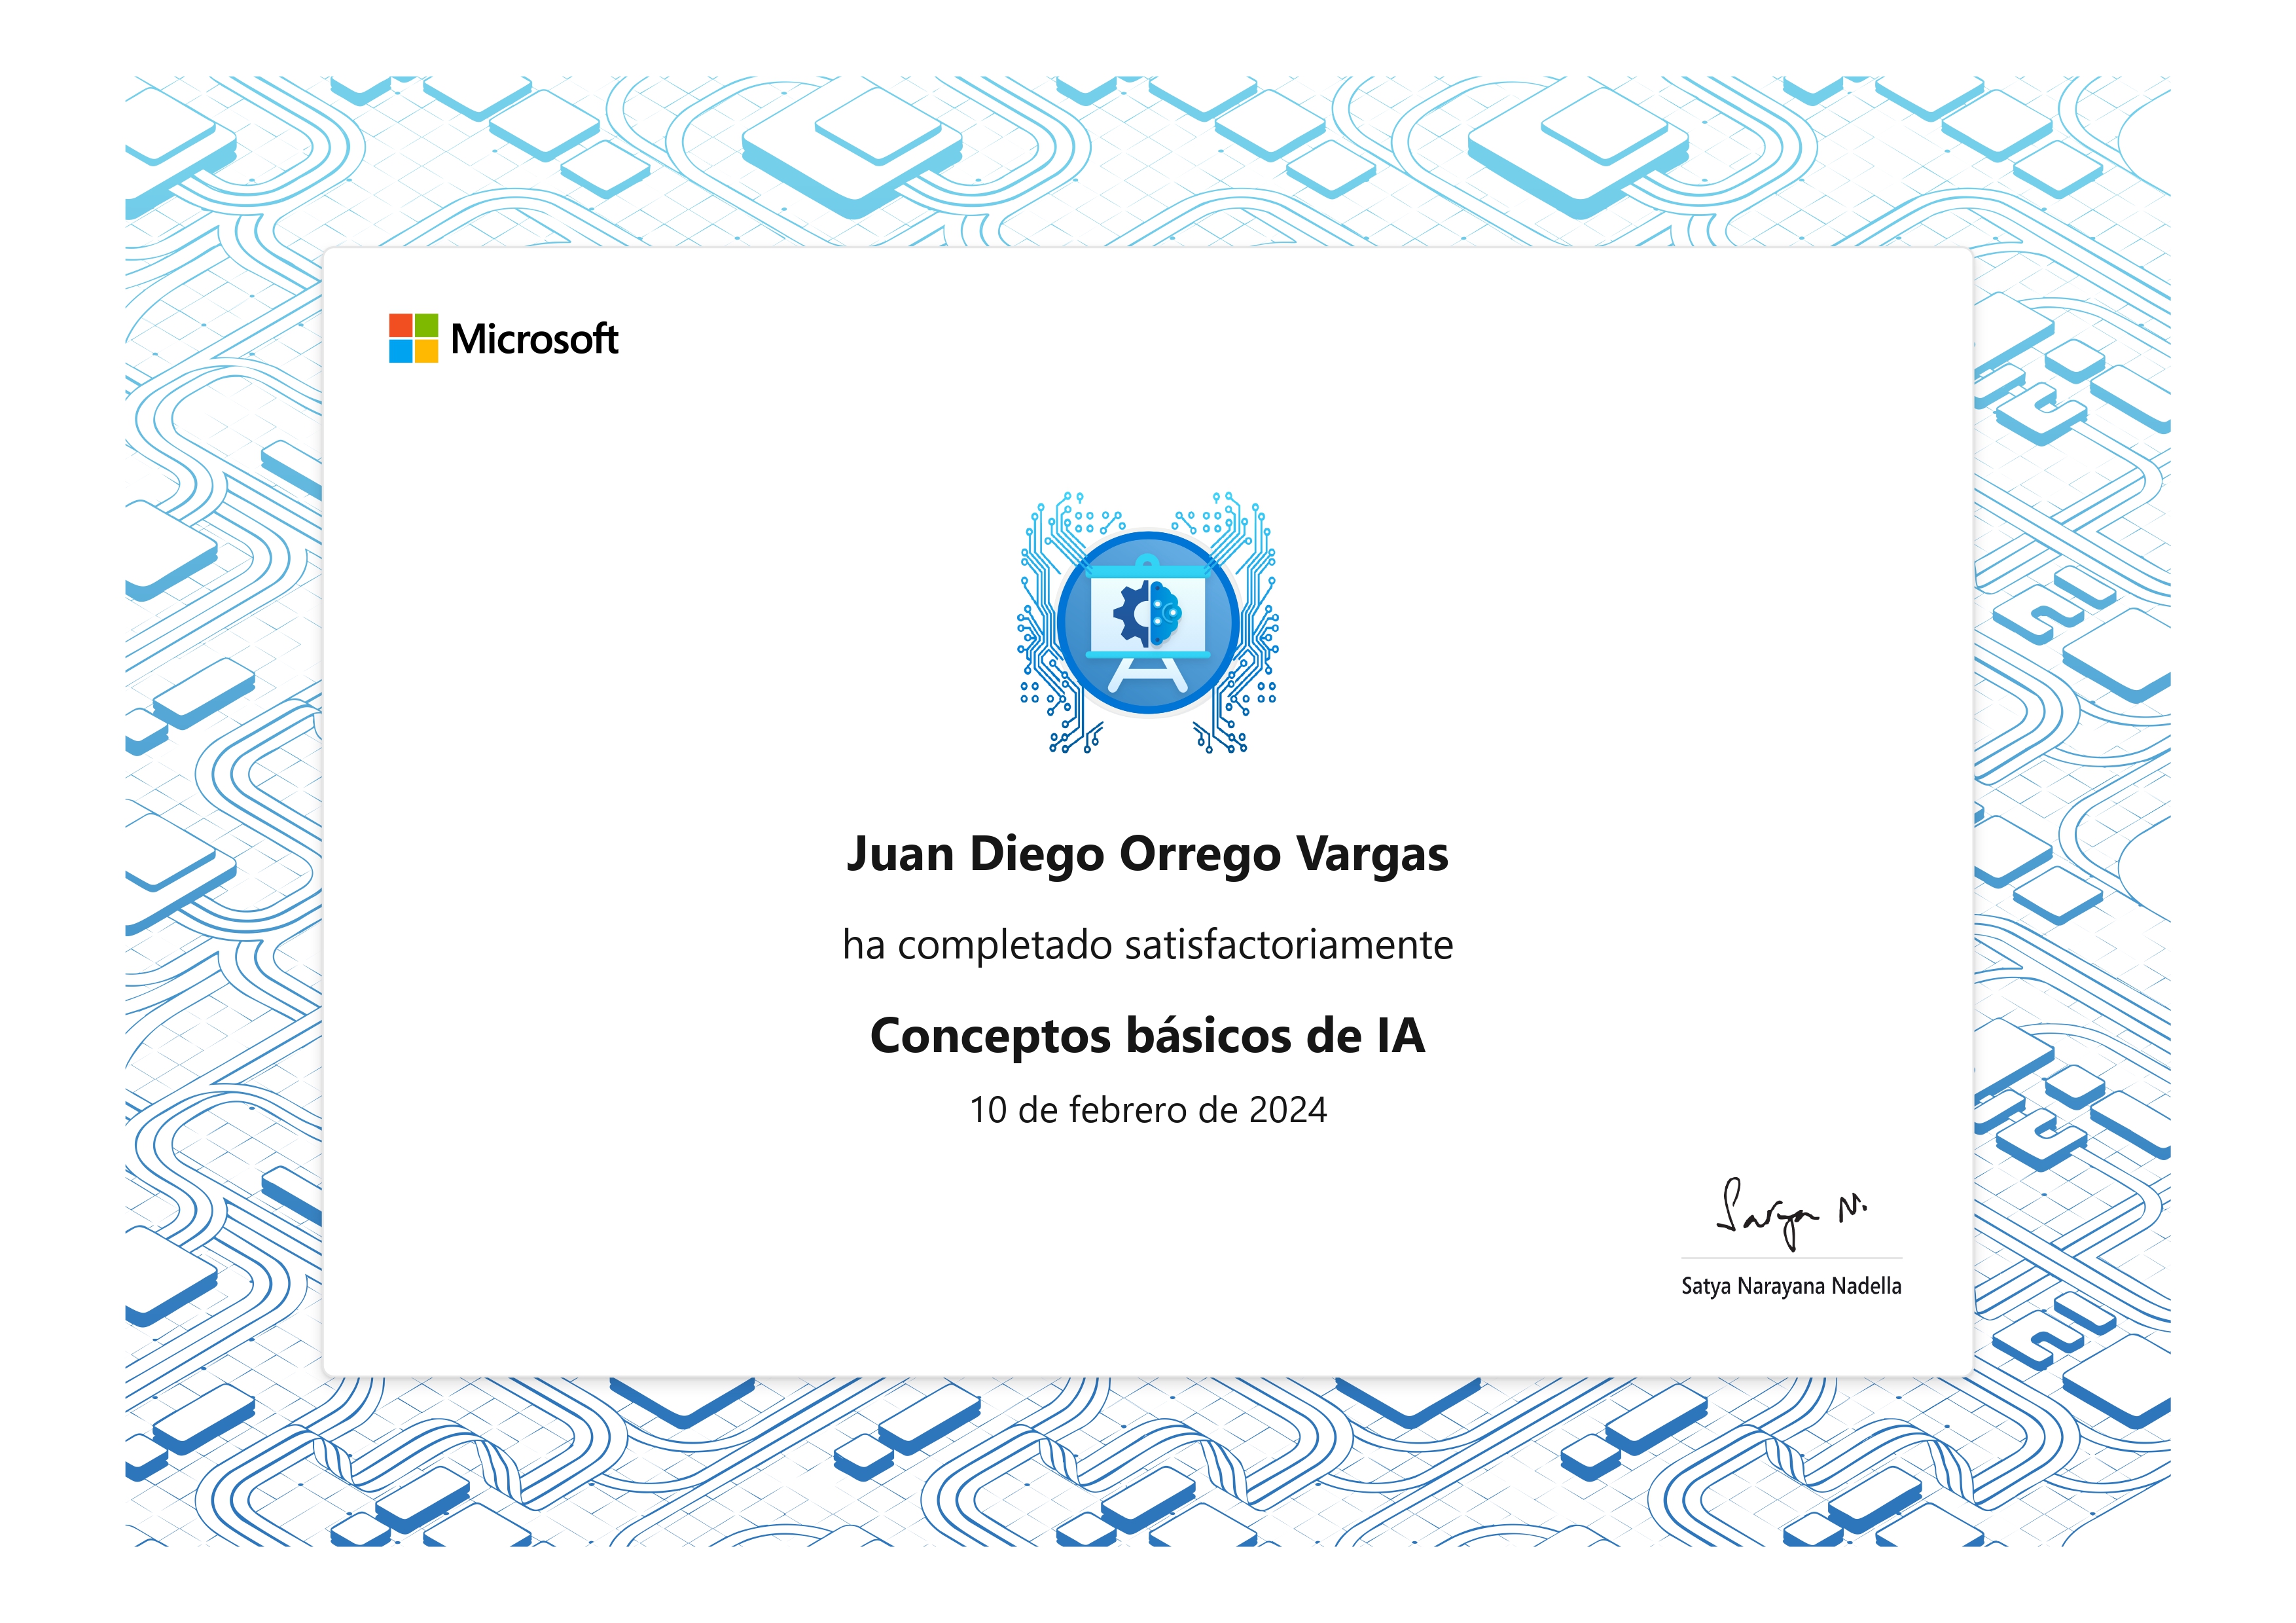 Microsoft
Juan Diego Orrego Vargas
ha completado satisfactoriamente
Conceptos básicos de IA
10 de febrero de 2024
Satya N.
Satya Narayana Nadella